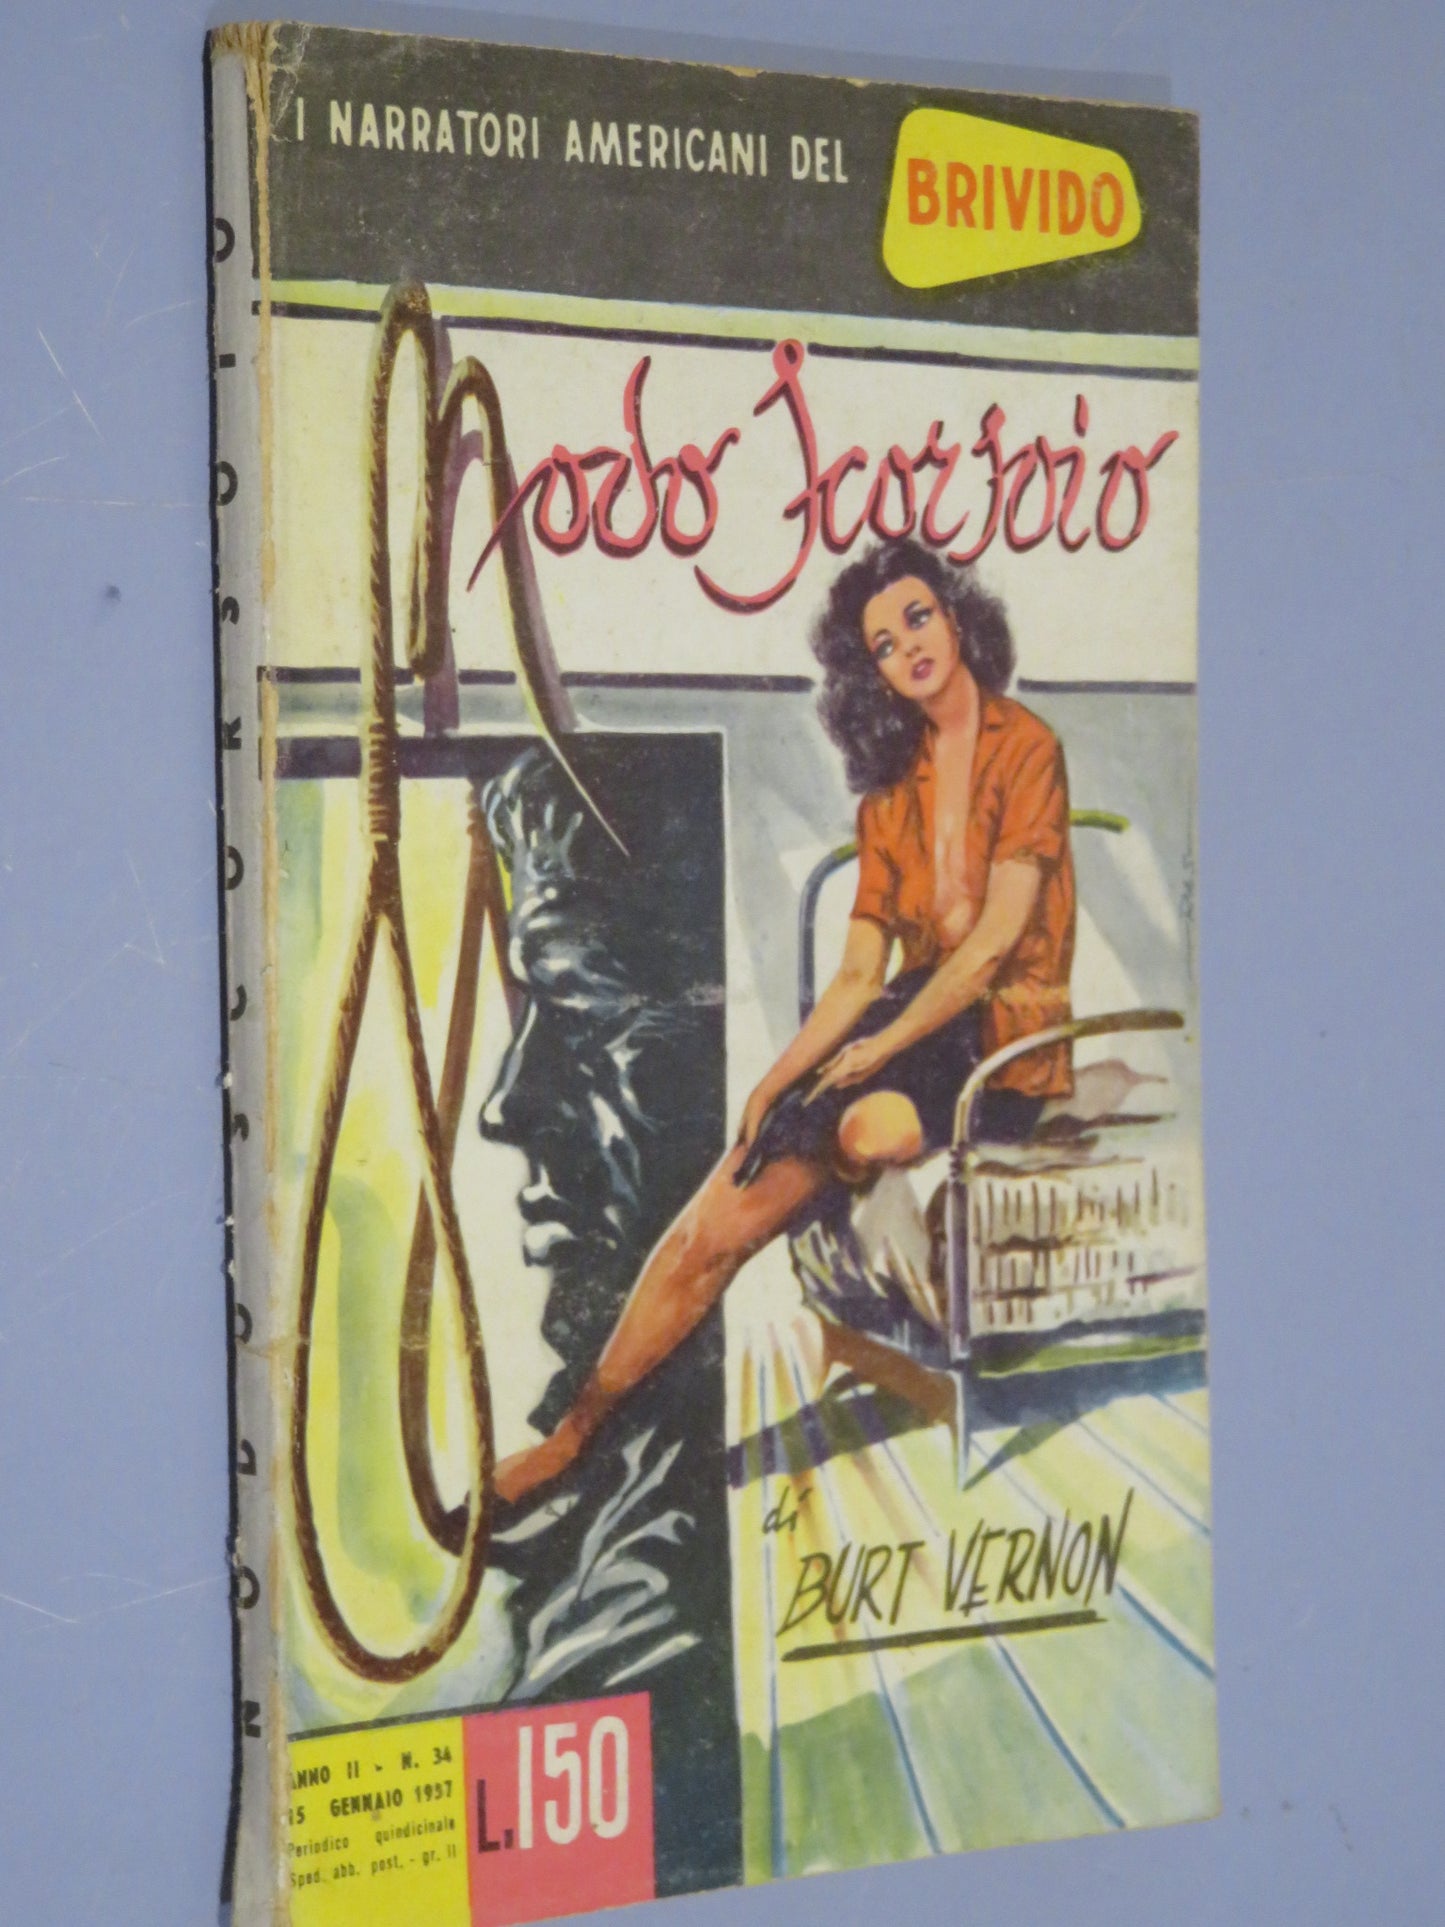 I NARRATORI AMERICANI DEL
BRIVIDO
Nodo Scorsoio
di
BURT VERNON
ANNO II - N. 34
15 GENNAIO 1957
Periodico quindicinale
Sped. abb. post. - gr. II
L.150
NODO SCORSOIO